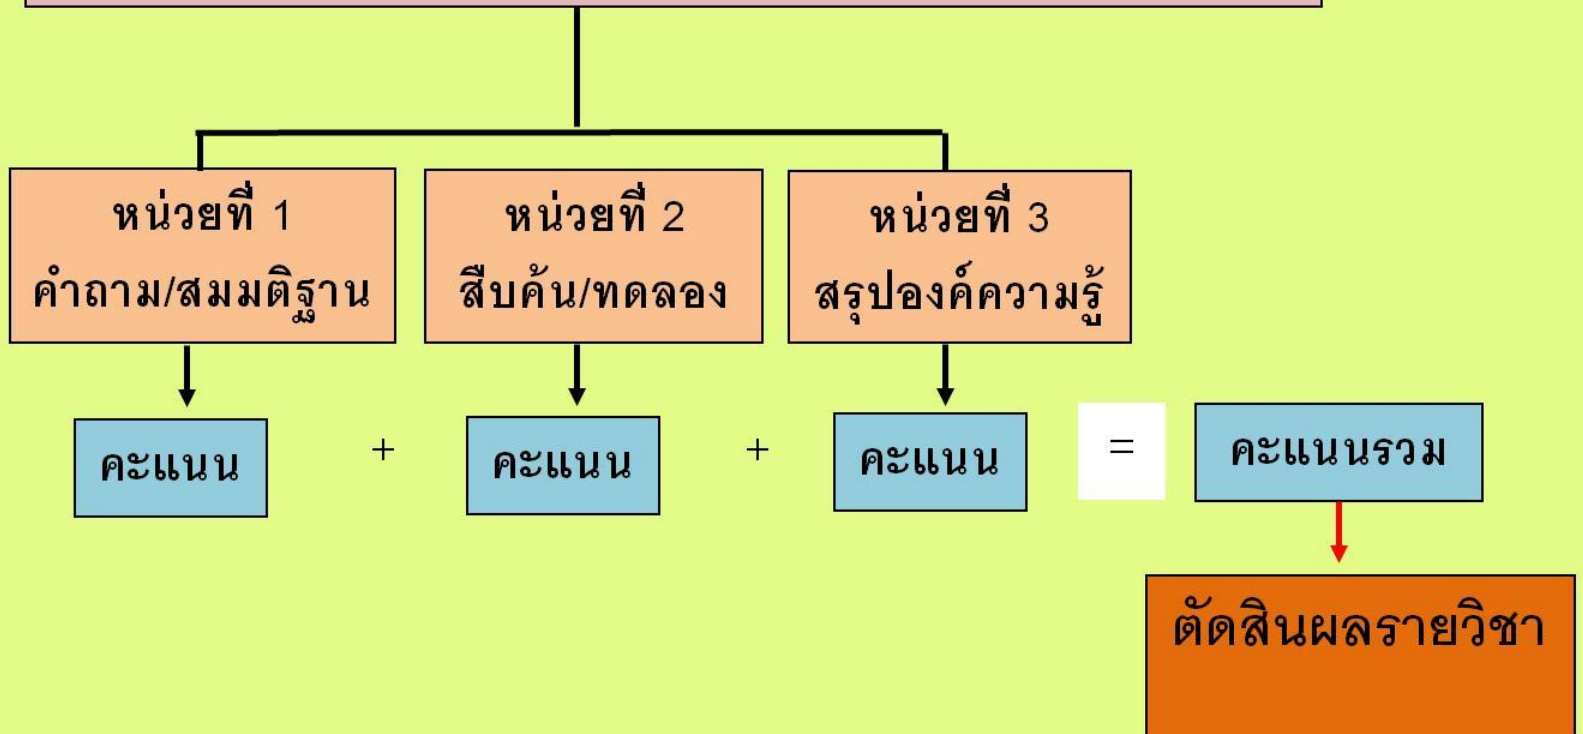 หน่วยที่ 1
คำถาม/สมมติฐาน
หน่วยที่ 2
สืบค้น/ทดลอง
หน่วยที่ 3
สรุปองค์ความรู้
คะแนน + คะแนน + คะแนน = คะแนนรวม
ตัดสินผลรายวิชา